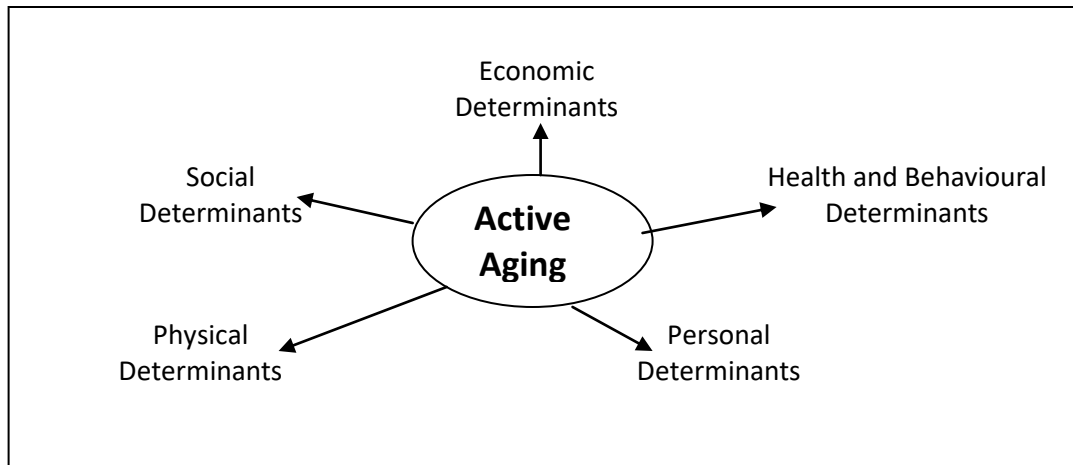 Economic
Determinants
Social
Determinants
Health and Behavioural
Determinants
Active
Aging
Physical
Determinants
Personal
Determinants